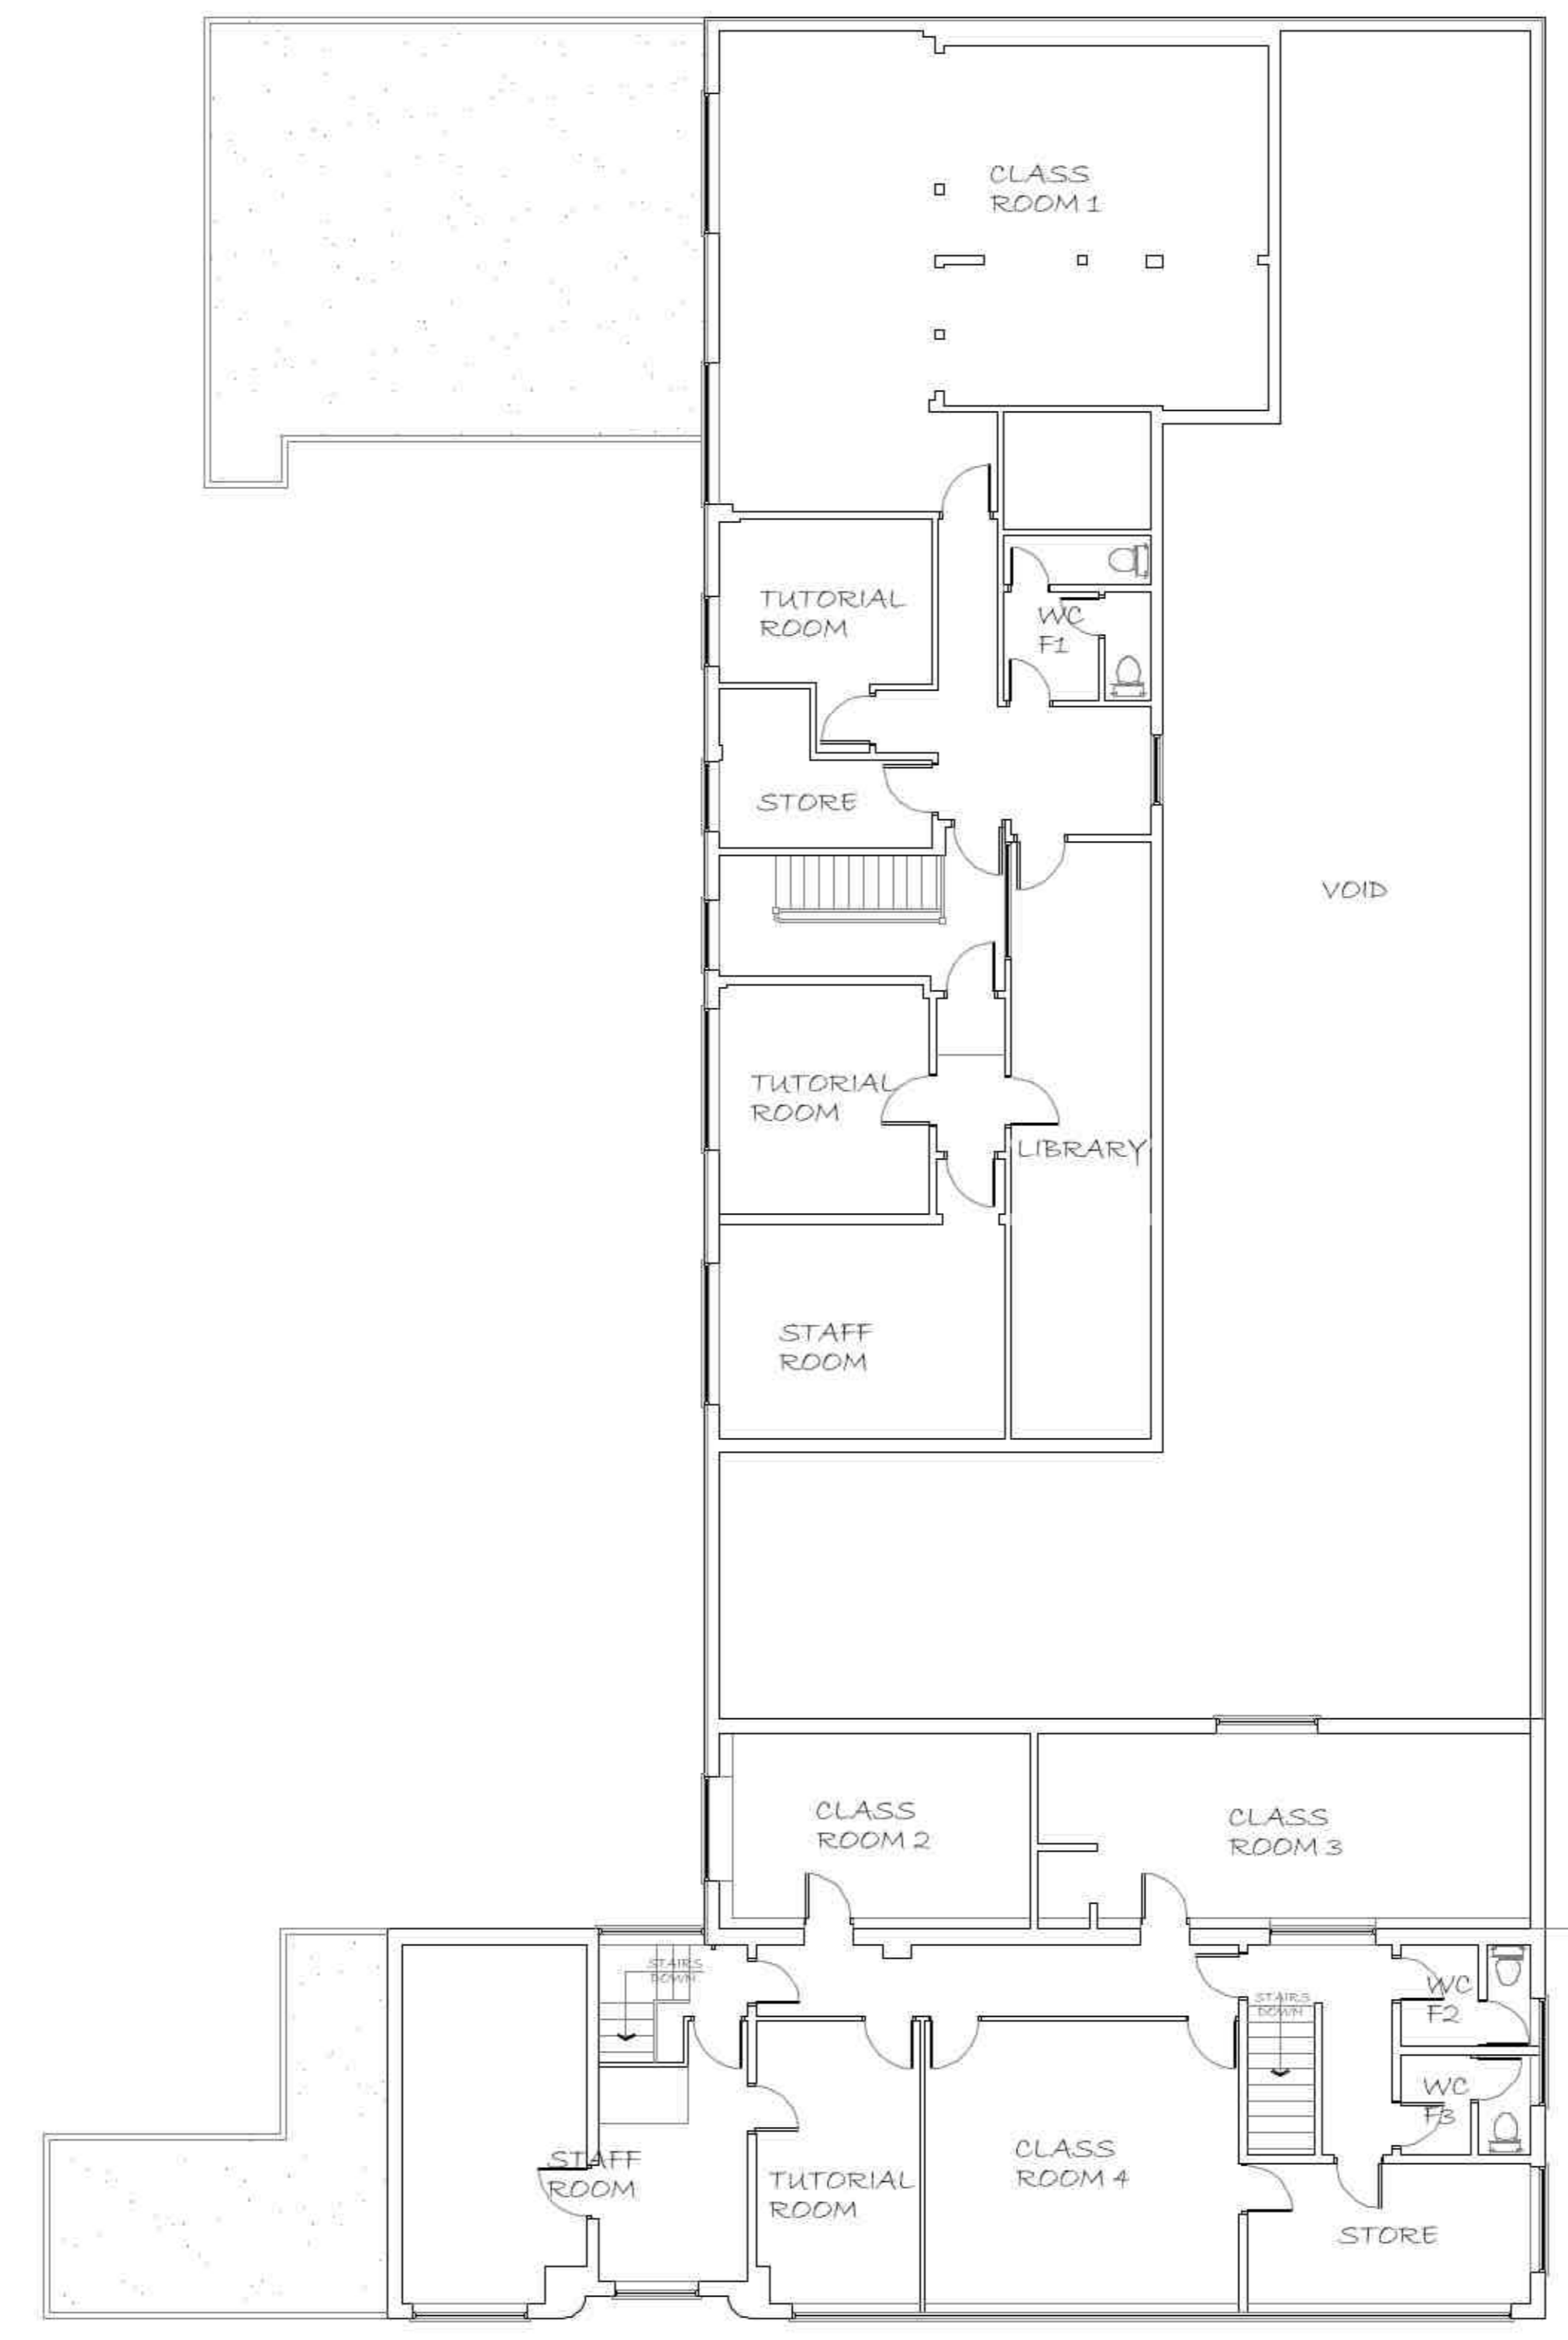 CLASS
ROOM 1
TUTORIAL
ROOM
WC
F1
STORE
VOID
TUTORIAL
ROOM
LIBRARY
STAFF
ROOM
CLASS
ROOM 2
CLASS
ROOM 3
STAIRS
DOWN
STAIRS
DOWN
WC
F2
WC
F3
STAFF
ROOM
TUTORIAL
ROOM
CLASS
ROOM 4
STORE